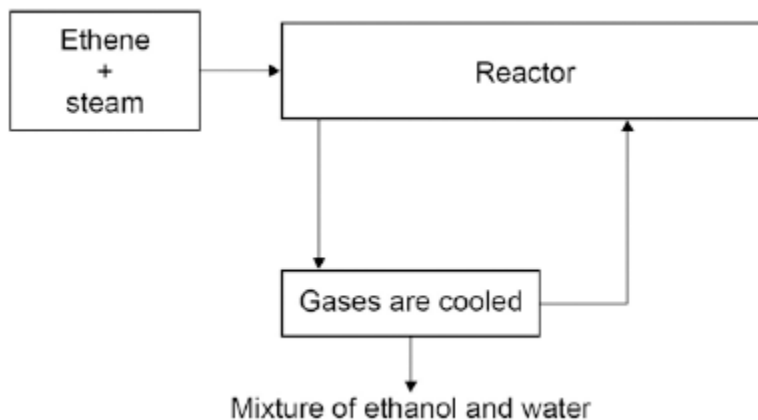 Ethene
+
steam
Reactor
Gases are cooled
Mixture of ethanol and water